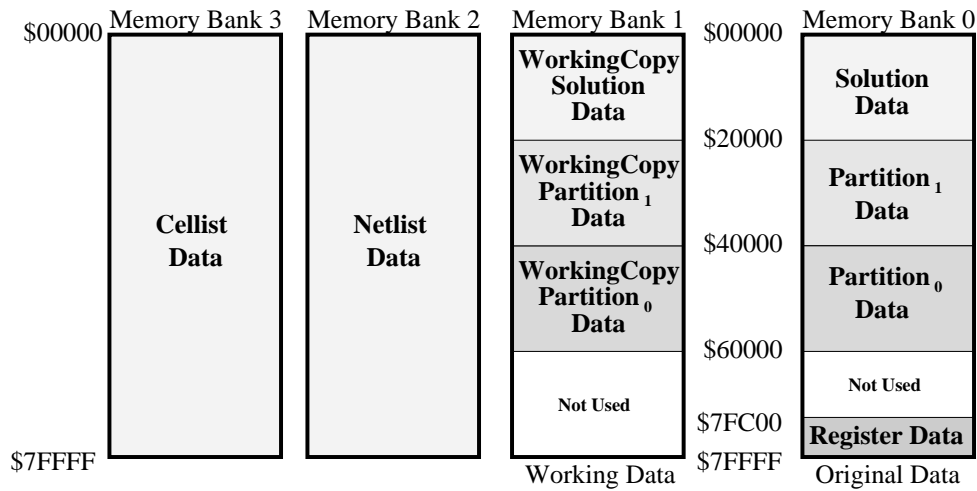 Memory Bank 3
Memory Bank 2
Memory Bank 1
Memory Bank 0
$00000
$7FFFF
Cellist
Data
Netlist
Data
WorkingCopy
Solution
Data
WorkingCopy
Partition 1
Data
WorkingCopy
Partition 0
Data
Not Used
Working Data
$00000
$20000
$40000
$60000
$7FC00
$7FFFF
Solution
Data
Partition 1
Data
Partition 0
Data
Not Used
Register Data
Original Data